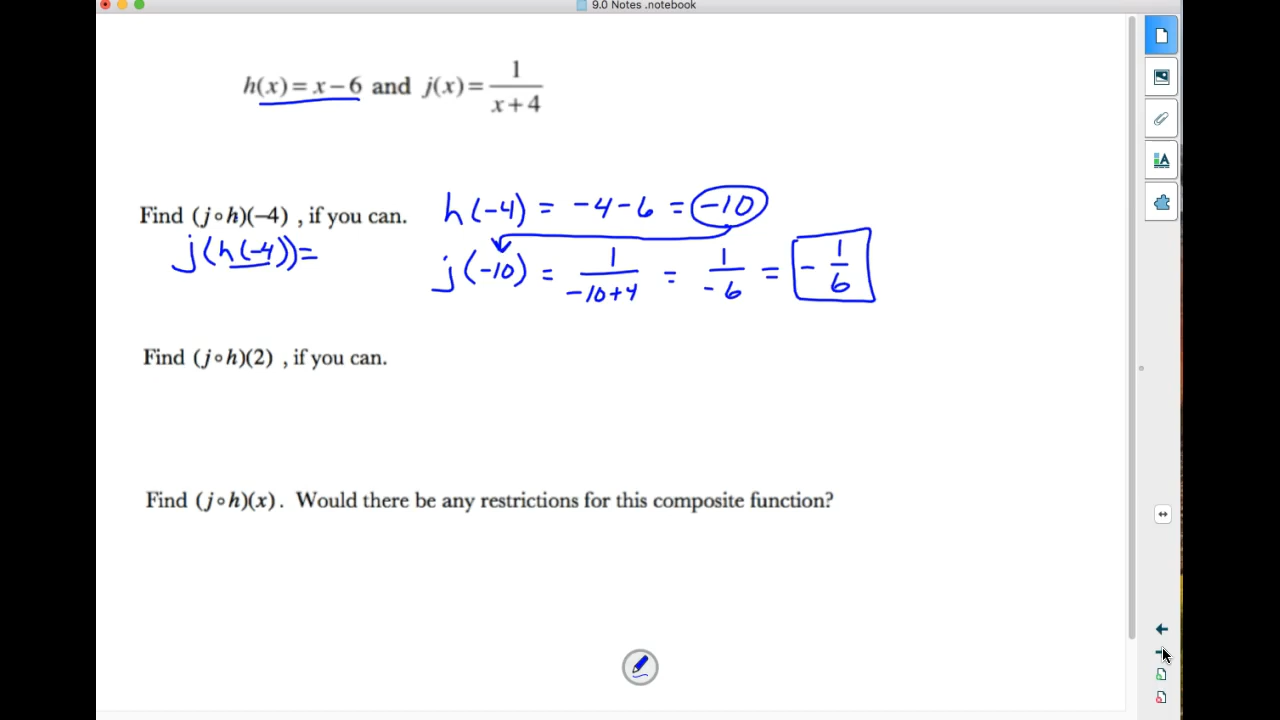 9.0 Notes .notebook
h(x) = x − 6 and j(x) = 1/(x + 4)
Find (j∘h)(−4) , if you can.
h(-4) = -4-6 = -10
j(h(-4)) =
j(-10) = 1/(-10+4) = 1/-6 = - 1/6
Find (j∘h)(2) , if you can.
Find (j∘h)(x). Would there be any restrictions for this composite function?